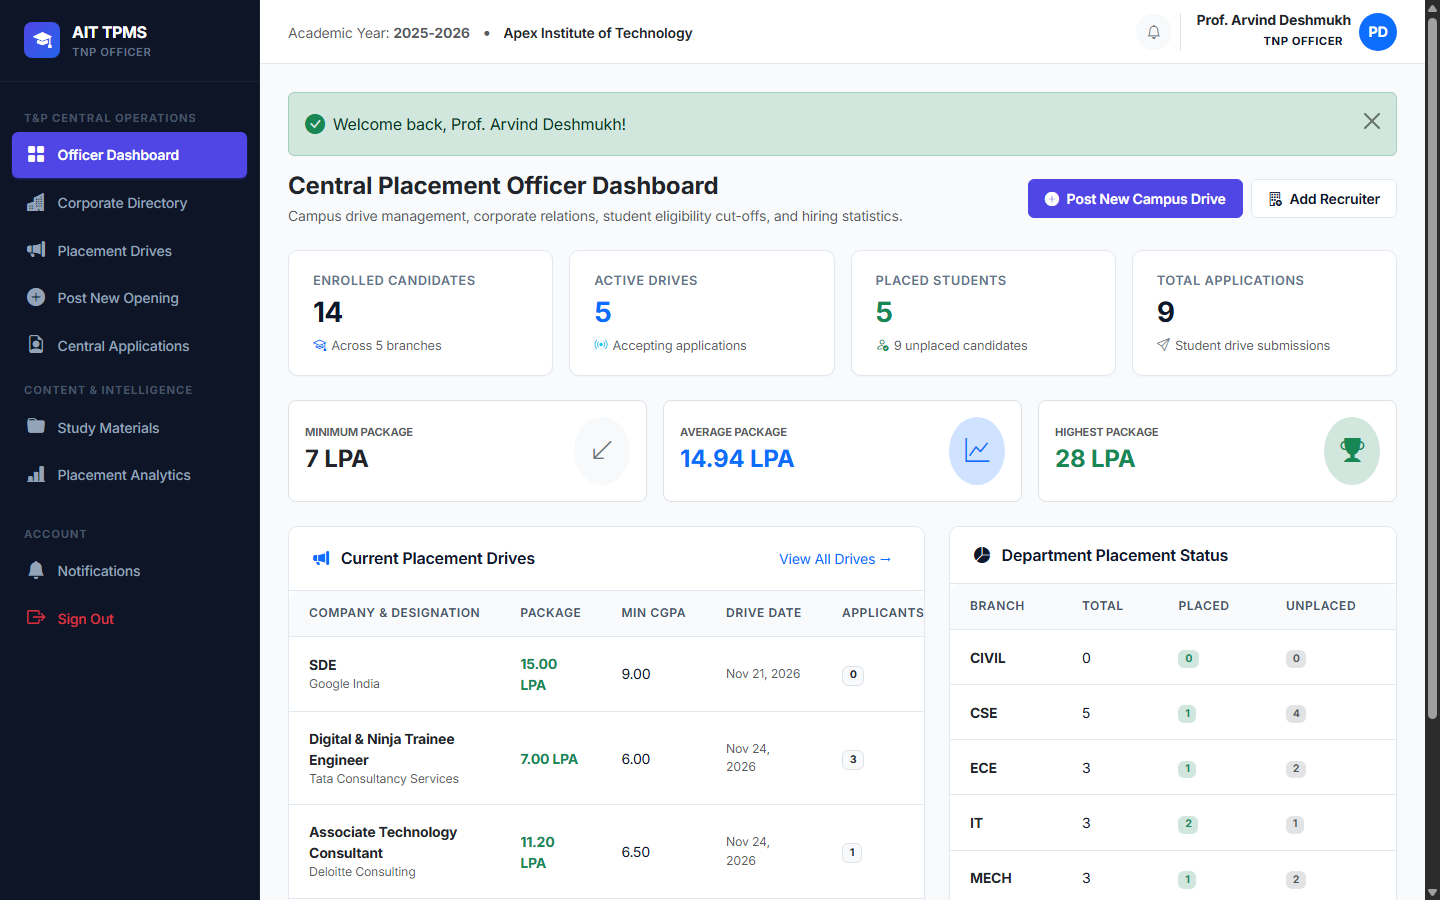 AIT TPMS
TNP OFFICER
T&P CENTRAL OPERATIONS
Officer Dashboard
Corporate Directory
Placement Drives
Post New Opening
Central Applications
CONTENT & INTELLIGENCE
Study Materials
Placement Analytics
ACCOUNT
Notifications
Sign Out
Academic Year: 2025-2026 • Apex Institute of Technology
Prof. Arvind Deshmukh
TNP OFFICER
PD
Welcome back, Prof. Arvind Deshmukh!
Central Placement Officer Dashboard
Campus drive management, corporate relations, student eligibility cut-offs, and hiring statistics.
Post New Campus Drive
Add Recruiter
ENROLLED CANDIDATES
14
Across 5 branches
ACTIVE DRIVES
5
Accepting applications
PLACED STUDENTS
5
9 unplaced candidates
TOTAL APPLICATIONS
9
Student drive submissions
MINIMUM PACKAGE
7 LPA
AVERAGE PACKAGE
14.94 LPA
HIGHEST PACKAGE
28 LPA
Current Placement Drives
View All Drives →
COMPANY & DESIGNATION PACKAGE MIN CGPA DRIVE DATE APPLICANTS
SDE
Google India
15.00
LPA
9.00
Nov 21, 2026
0
Digital & Ninja Trainee
Engineer
Tata Consultancy Services
7.00 LPA
6.00
Nov 24,
2026
3
Associate Technology
Consultant
Deloitte Consulting
11.20
LPA
6.50
Nov 24,
2026
1
Department Placement Status
BRANCH TOTAL PLACED UNPLACED
CIVIL 0 0 0
CSE 5 1 4
ECE 3 1 2
IT 3 2 1
MECH 3 1 2